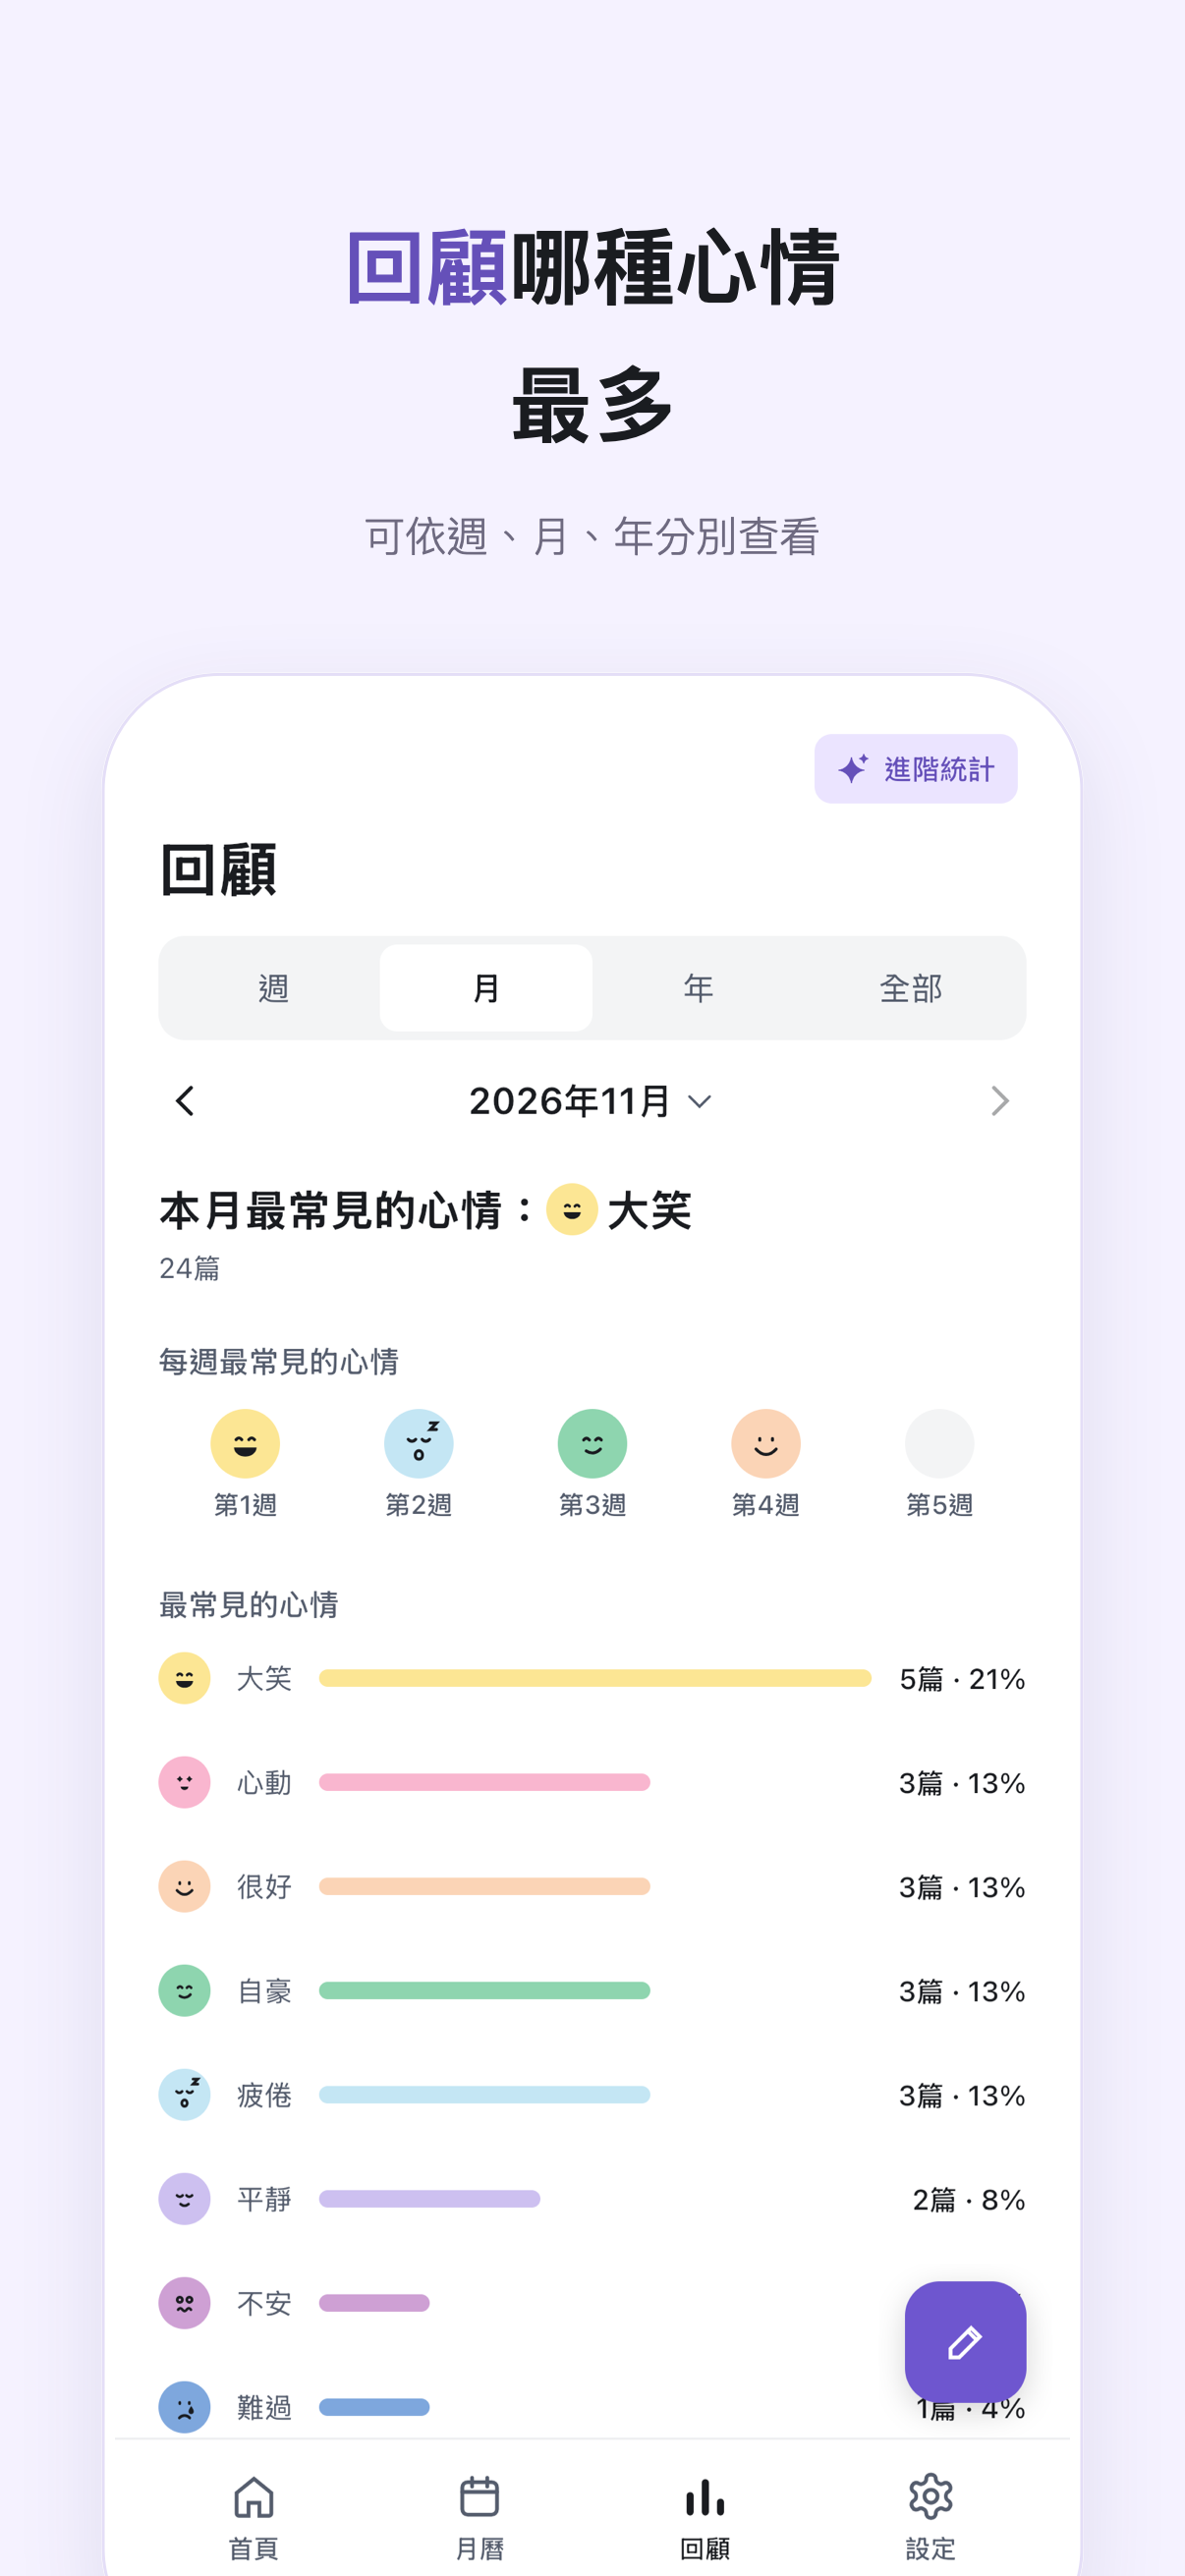 回顧哪種心情
最多
可依週、月、年分別查看
進階統計
回顧
週 月 年 全部
2026年11月
本月最常見的心情：大笑
24篇
每週最常見的心情
第1週 第2週 第3週 第4週 第5週
最常見的心情
大笑 5篇 · 21%
心動 3篇 · 13%
很好 3篇 · 13%
自豪 3篇 · 13%
疲倦 3篇 · 13%
平靜 2篇 · 8%
不安
難過 1篇 · 4%
首頁 月曆 回顧 設定